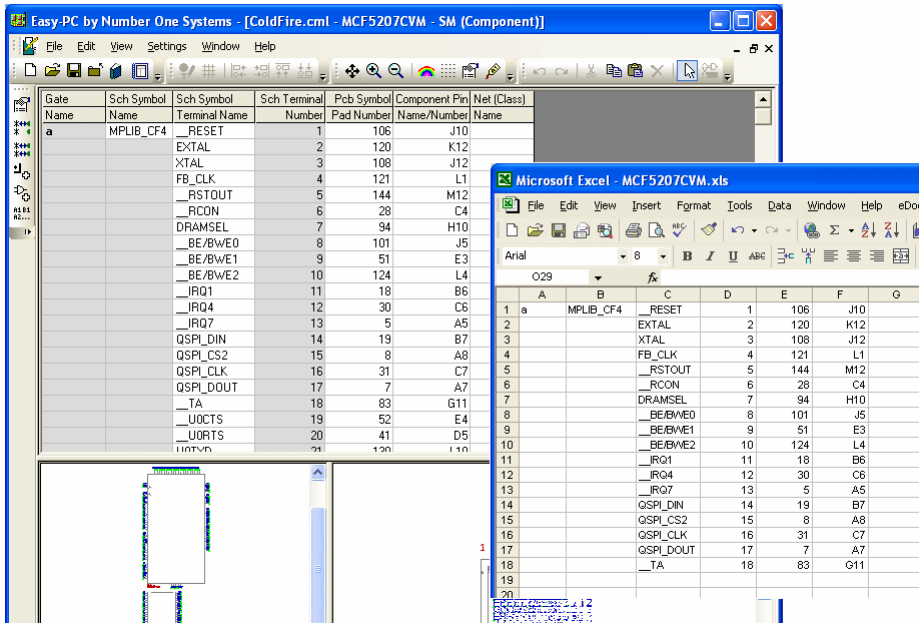 Easy-PC by Number One Systems - [ColdFire.cml - MCF5207CVM - SM (Component)]
File Edit View Settings Window Help
Gate Sch Symbol Sch Symbol Sch Terminal Pcb Symbol Component Pin Net (Class)
Name Name Terminal Name Number Pad Number Name/Number Name
a MPLIB_CF4 __RESET 1 106 J10
EXTAL 2 120 K12
XTAL 3 108 J12
FB_CLK 4 121 L1
__RSTOUT 5 144 M12
__RCON 6 28 C4
DRAMSEL 7 94 H10
__BE/BWE0 8 101 J5
__BE/BWE1 9 51 E3
__BE/BWE2 10 124 L4
__IRQ1 11 18 B6
__IRQ4 12 30 C6
__IRQ7 13 5 A5
QSPI_DIN 14 19 B7
QSPI_CS2 15 8 A8
QSPI_CLK 16 31 C7
QSPI_DOUT 17 7 A7
__TA 18 83 G11
__U0CTS 19 52 E4
__U0RTS 20 41 D5
U0TXD 21 130 L10
1
Microsoft Excel - MCF5207CVM.xls
File Edit View Insert Format Tools Data Window Help eDoc
Arial 8 B I U ABC
O29 fx
A B C D E F G
1 a MPLIB_CF4 __RESET 1 106 J10
2 EXTAL 2 120 K12
3 XTAL 3 108 J12
4 FB_CLK 4 121 L1
5 __RSTOUT 5 144 M12
6 __RCON 6 28 C4
7 DRAMSEL 7 94 H10
8 __BE/BWE0 8 101 J5
9 __BE/BWE1 9 51 E3
10 __BE/BWE2 10 124 L4
11 __IRQ1 11 18 B6
12 __IRQ4 12 30 C6
13 __IRQ7 13 5 A5
14 QSPI_DIN 14 19 B7
15 QSPI_CS2 15 8 A8
16 QSPI_CLK 16 31 C7
17 QSPI_DOUT 17 7 A7
18 __TA 18 83 G11
19
20